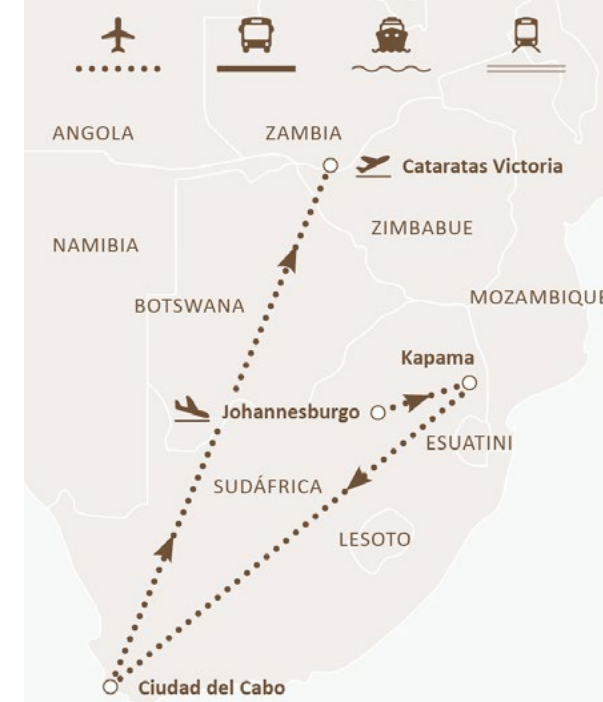 ANGOLA
ZAMBIA
Cataratas Victoria
ZIMBABUE
NAMIBIA
MOZAMBIQUE
BOTSWANA
Kapama
Johannesburgo
ESUATINI
SUDÁFRICA
LESOTO
Ciudad del Cabo